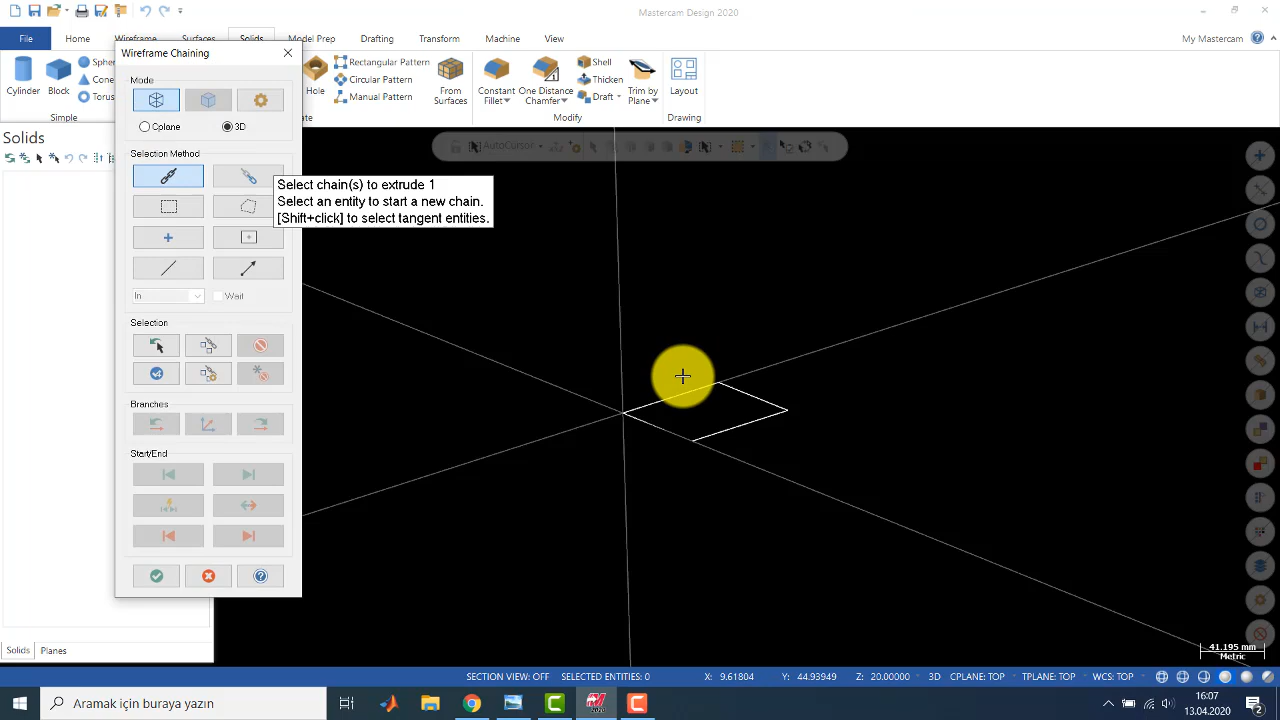 Mastercam Design 2020
File
Home
Wireframe
Surfaces
Solids
Model Prep
Drafting
Transform
Machine
View
My Mastercam
Wireframe Chaining
Cylinder
Block
Spher
Cone
Torus
Simple
Hole
Rectangular Pattern
Circular Pattern
Manual Pattern
From
Surfaces
ate
Constant
Fillet
One Distance
Chamfer
Shell
Thicken
Draft
Trim by
Plane
Modify
Layout
Drawing
Solids
Mode
Cplane
3D
AutoCursor
Selection Method
Select chain(s) to extrude 1
Select an entity to start a new chain.
[Shift+click] to select tangent entities.
In
Wait
Selection
Branches
Start/End
Solids
Planes
41.195 mm
Metric
SECTION VIEW: OFF
SELECTED ENTITIES: 0
X: 9.61804
Y: 44.93949
Z: 20.00000
3D
CPLANE: TOP
TPLANE: TOP
WCS: TOP
Aramak için buraya yazın
2020
16:07
13.04.2020
2